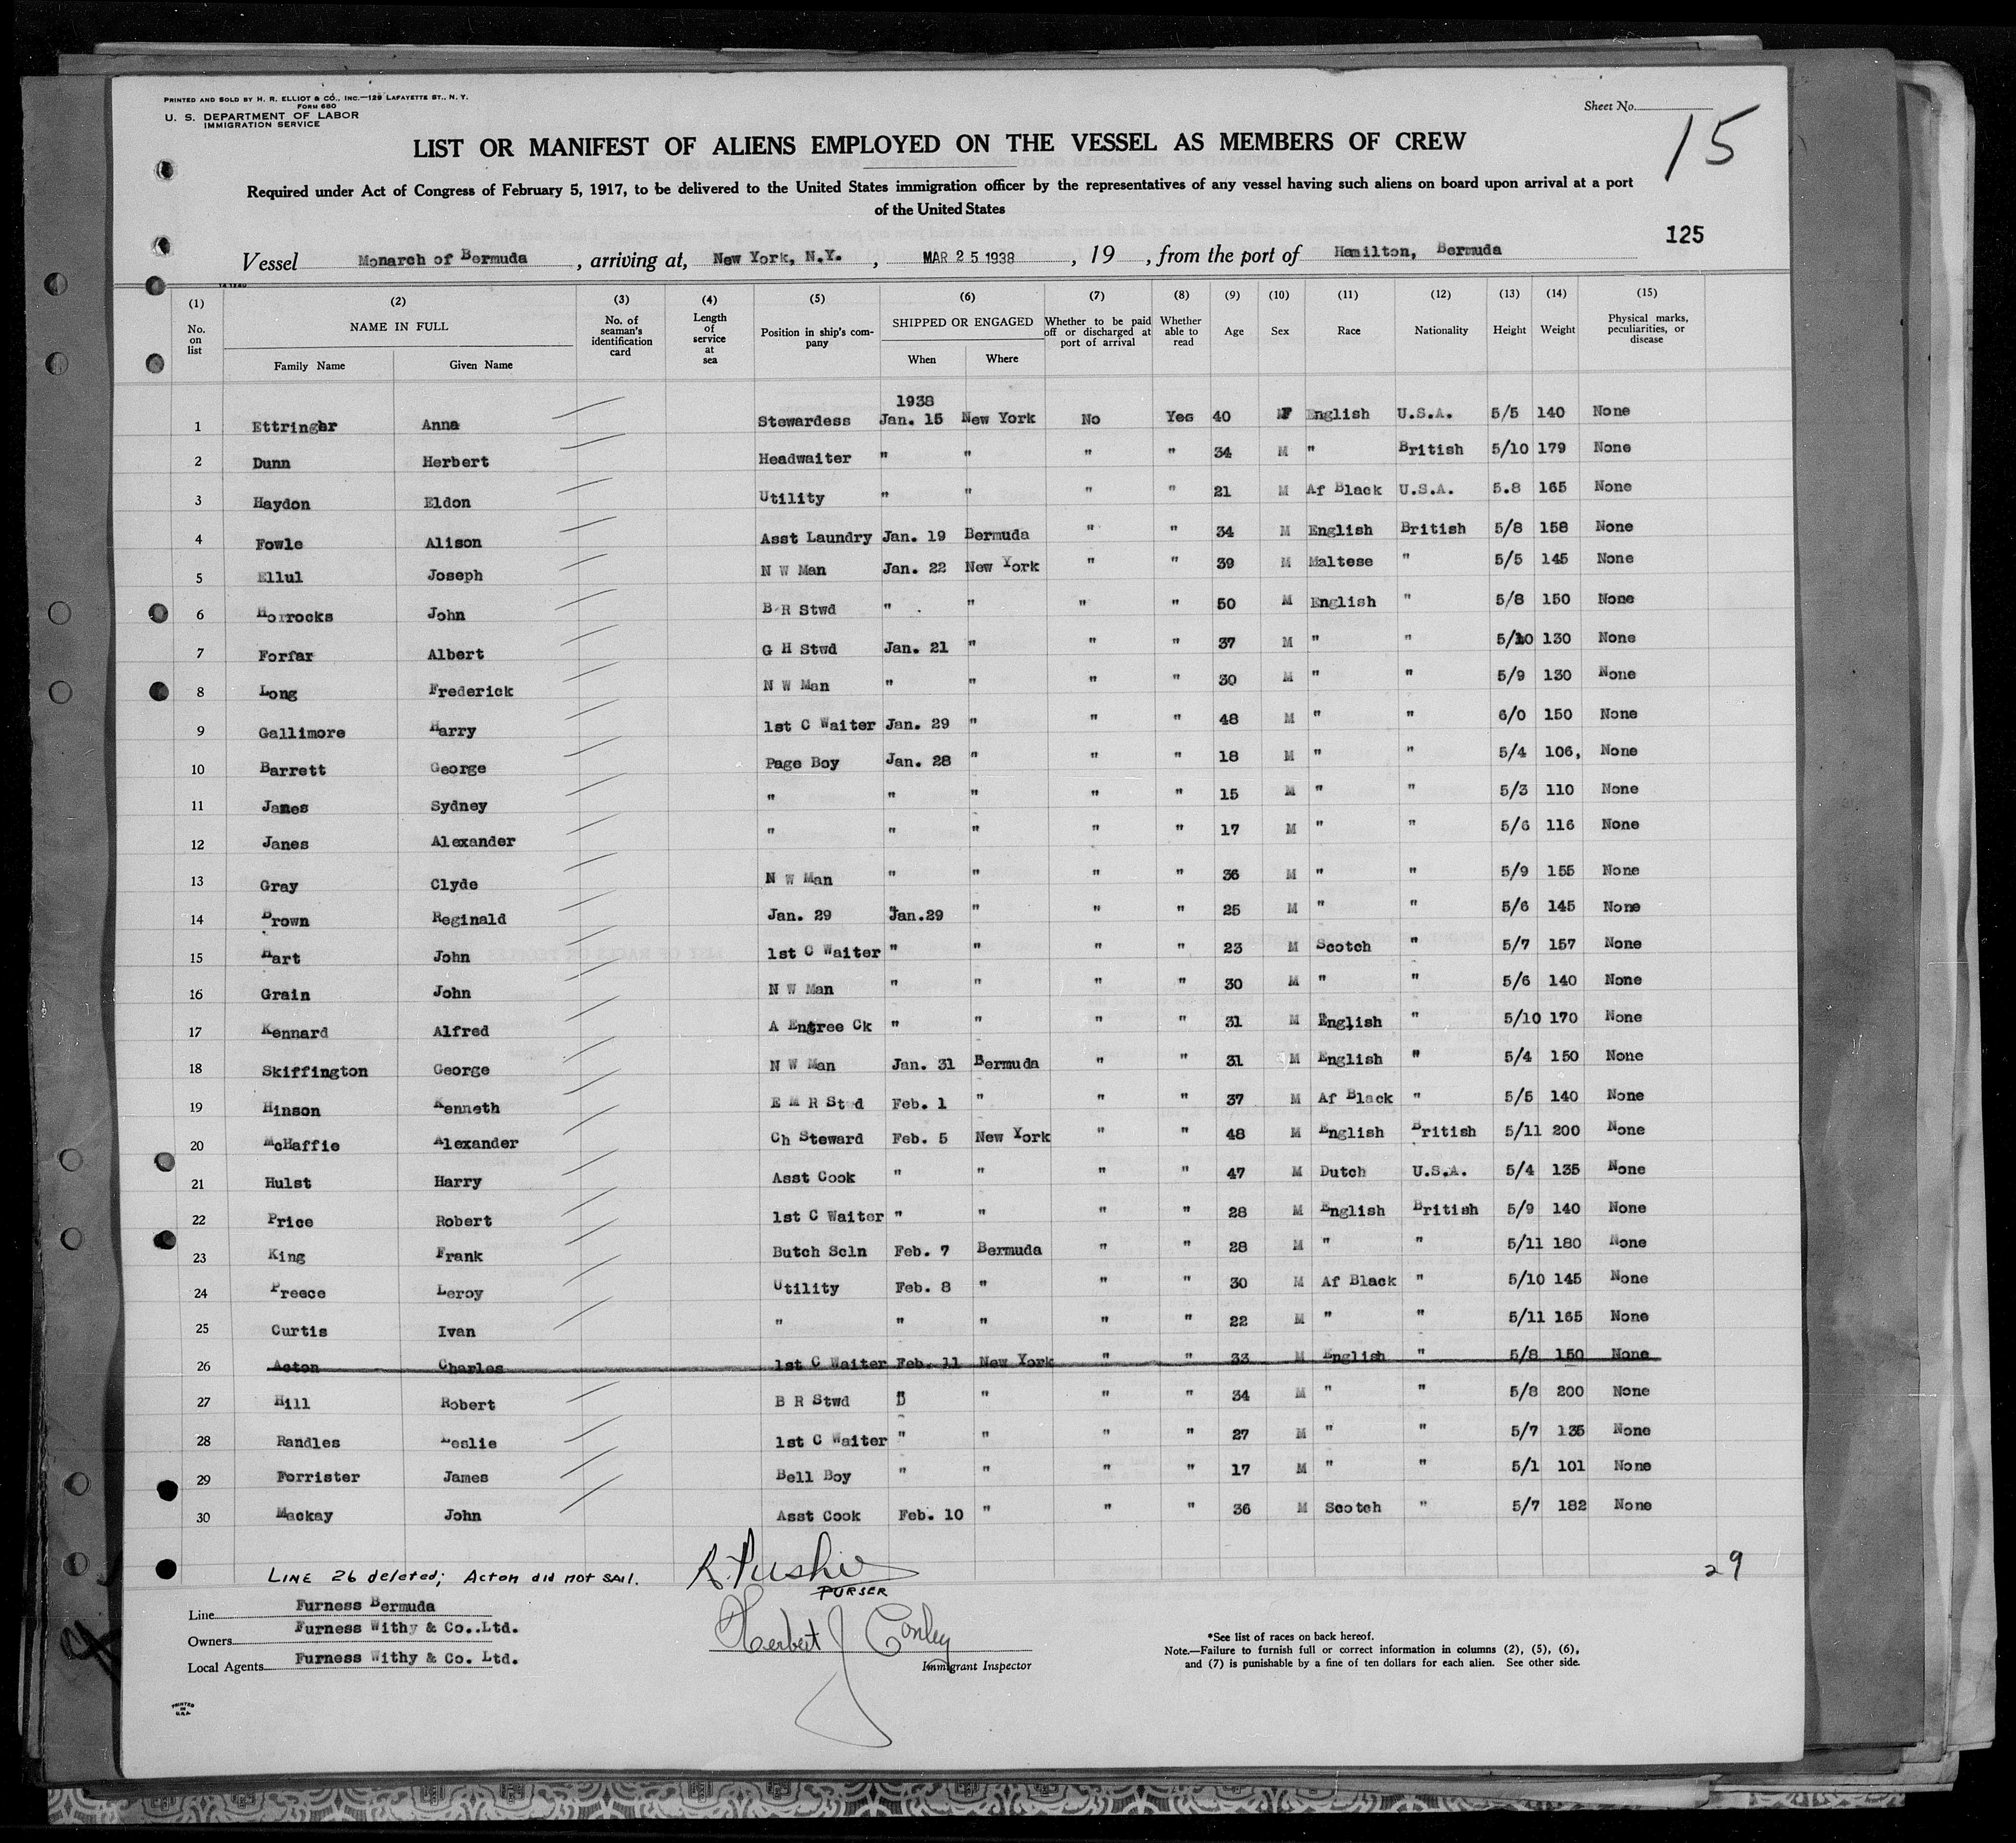 PRINTED AND SOLD BY H. R. ELLIOT & CO., INC.—129 LAFAYETTE ST., N. Y.
FORM 680
U. S. DEPARTMENT OF LABOR
IMMIGRATION SERVICE
Sheet No.
15
LIST OR MANIFEST OF ALIENS EMPLOYED ON THE VESSEL AS MEMBERS OF CREW
Required under Act of Congress of February 5, 1917, to be delivered to the United States immigration officer by the representatives of any vessel having such aliens on board upon arrival at a port
of the United States
125
Vessel Monarch of Bermuda , arriving at, New York, N.Y. , MAR 25 1938 , 19 , from the port of Hamilton, Bermuda
(1) (2) (3) (4) (5) (6) (7) (8) (9) (10) (11) (12) (13) (14) (15)
No. on list NAME IN FULL Family Name Given Name No. of seaman's identification card Length of service at sea Position in ship's company SHIPPED OR ENGAGED When Where Whether to be paid off or discharged at port of arrival Whether able to read Age Sex Race Nationality Height Weight Physical marks, peculiarities, or disease
1938
1 Ettringer Anna Stewardess Jan. 15 New York No Yes 40 F English U.S.A. 5/5 140 None
2 Dunn Herbert Headwaiter " " " " 34 M " British 5/10 179 None
3 Haydon Eldon Utility " " " " 21 M Af Black U.S.A. 5.8 165 None
4 Fowle Alison Asst Laundry Jan. 19 Bermuda " " 34 M English British 5/8 158 None
5 Ellul Joseph N W Man Jan. 22 New York " " 39 M Maltese " 5/5 145 None
6 Horrocks John B R Stwd " " " " 50 M English " 5/8 150 None
7 Forfar Albert G H Stwd Jan. 21 " " " 37 M " " 5/10 130 None
8 Long Frederick N W Man " " " " 30 M " " 5/9 130 None
9 Gallimore Harry 1st C Waiter Jan. 29 " " " 48 M " " 6/0 150 None
10 Barrett George Page Boy Jan. 28 " " " 18 M " " 5/4 106, None
11 James Sydney " " " " " 15 M " " 5/3 110 None
12 Janes Alexander " " " " " 17 M " " 5/6 116 None
13 Gray Clyde N W Man " " " " 36 M " " 5/9 155 None
14 Brown Reginald Jan. 29 Jan.29 " " " 25 M " " 5/6 145 None
15 Hart John 1st C Waiter " " " " 23 M Scotch " 5/7 157 None
16 Grain John N W Man " " " " 30 M " " 5/6 140 None
17 Kennard Alfred A Entree Ck " " " " 31 M English " 5/10 170 None
18 Skiffington George N W Man Jan. 31 Bermuda " " 31 M English " 5/4 150 None
19 Hinson Kenneth E M R Stwd Feb. 1 " " " 37 M Af Black " 5/5 140 None
20 McHaffie Alexander Ch Steward Feb. 5 New York " " 48 M English British 5/11 200 None
21 Hulst Harry Asst Cook " " " " 47 M Dutch U.S.A. 5/4 135 None
22 Price Robert 1st C Waiter " " " " 28 M English British 5/9 140 None
23 King Frank Butch Scln Feb. 7 Bermuda " " 28 M " " 5/11 180 None
24 Preece Leroy Utility Feb. 8 " " " 30 M Af Black " 5/10 145 None
25 Curtis Ivan " " " " " 22 M " " 5/11 165 None
26 Acton Charles 1st C Waiter Feb. 11 New York " " 33 M English " 5/8 150 None
27 Hill Robert B R Stwd " " " " 34 M " " 5/8 200 None
28 Randles Leslie 1st C Waiter " " " " 27 M " " 5/7 135 None
29 Forrister James Bell Boy " " " " 17 M " " 5/1 101 None
30 Mackay John Asst Cook Feb. 10 " " " 36 M Scotch " 5/7 182 None
29
LINE 26 deleted; Acton did not sail.
PURSER
Line Furness Bermuda
Owners Furness Withy & Co..Ltd.
Local Agents Furness Withy & Co. Ltd.
Herbert J Conley
Immigrant Inspector
*See list of races on back hereof.
Note.—Failure to furnish full or correct information in columns (2), (5), (6),
and (7) is punishable by a fine of ten dollars for each alien. See other side.
PRINTED
IN
U.S.A.